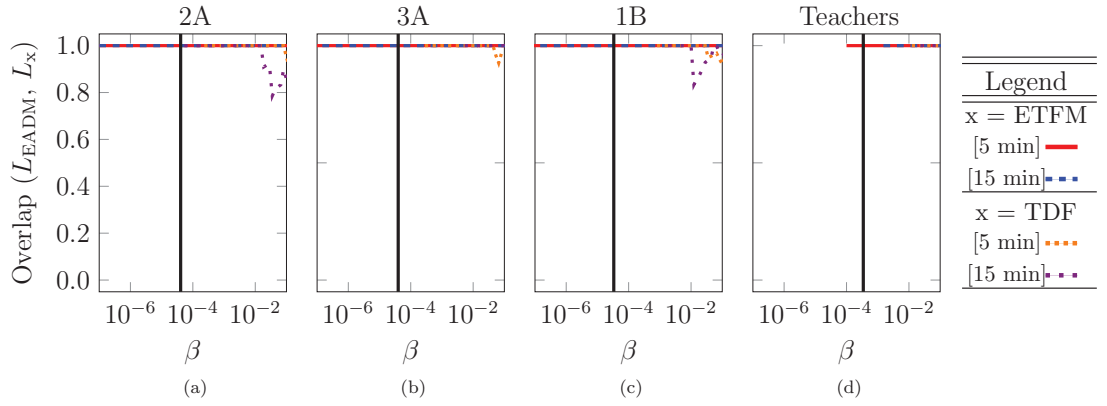 2A 3A 1B Teachers
Overlap (L_EADM, L_x)
1.0
0.8
0.6
0.4
0.2
0.0
10^−6 10^−4 10^−2 10^−6 10^−4 10^−2 10^−6 10^−4 10^−2 10^−6 10^−4 10^−2
β β β β
(a) (b) (c) (d)
Legend
x = ETFM
[5 min]
[15 min]
x = TDF
[5 min]
[15 min]